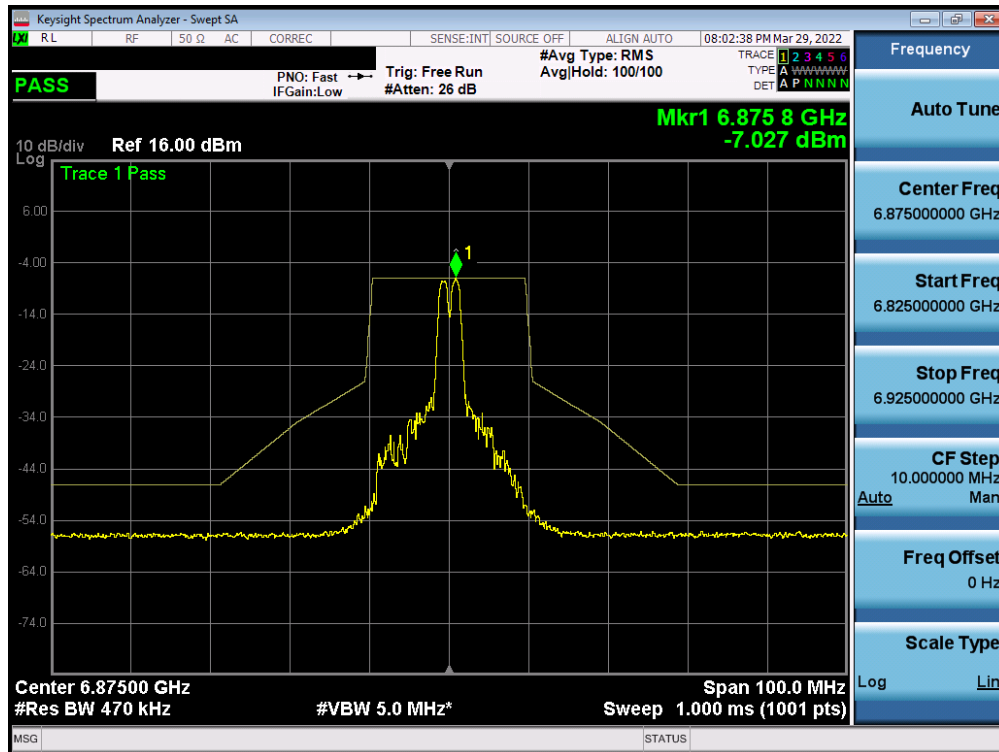 Keysight Spectrum Analyzer - Swept SA
LXI RL RF 50 Ω AC CORREC SENSE:INT SOURCE OFF ALIGN AUTO 08:02:38 PM Mar 29, 2022
PASS
PNO: Fast
IFGain:Low
Trig: Free Run
#Atten: 26 dB
#Avg Type: RMS
Avg|Hold: 100/100
TRACE 1 2 3 4 5 6
TYPE A WWWWW
DET A P N N N N
Mkr1 6.875 8 GHz
-7.027 dBm
10 dB/div Ref 16.00 dBm
Log
Trace 1 Pass
1
6.00
-4.00
-14.0
-24.0
-34.0
-44.0
-54.0
-64.0
-74.0
Center 6.87500 GHz Span 100.0 MHz
#Res BW 470 kHz #VBW 5.0 MHz* Sweep 1.000 ms (1001 pts)
MSG STATUS
Frequency
Auto Tune
Center Freq
6.875000000 GHz
Start Freq
6.825000000 GHz
Stop Freq
6.925000000 GHz
CF Step
10.000000 MHz
Auto Man
Freq Offset
0 Hz
Scale Type
Log Lin